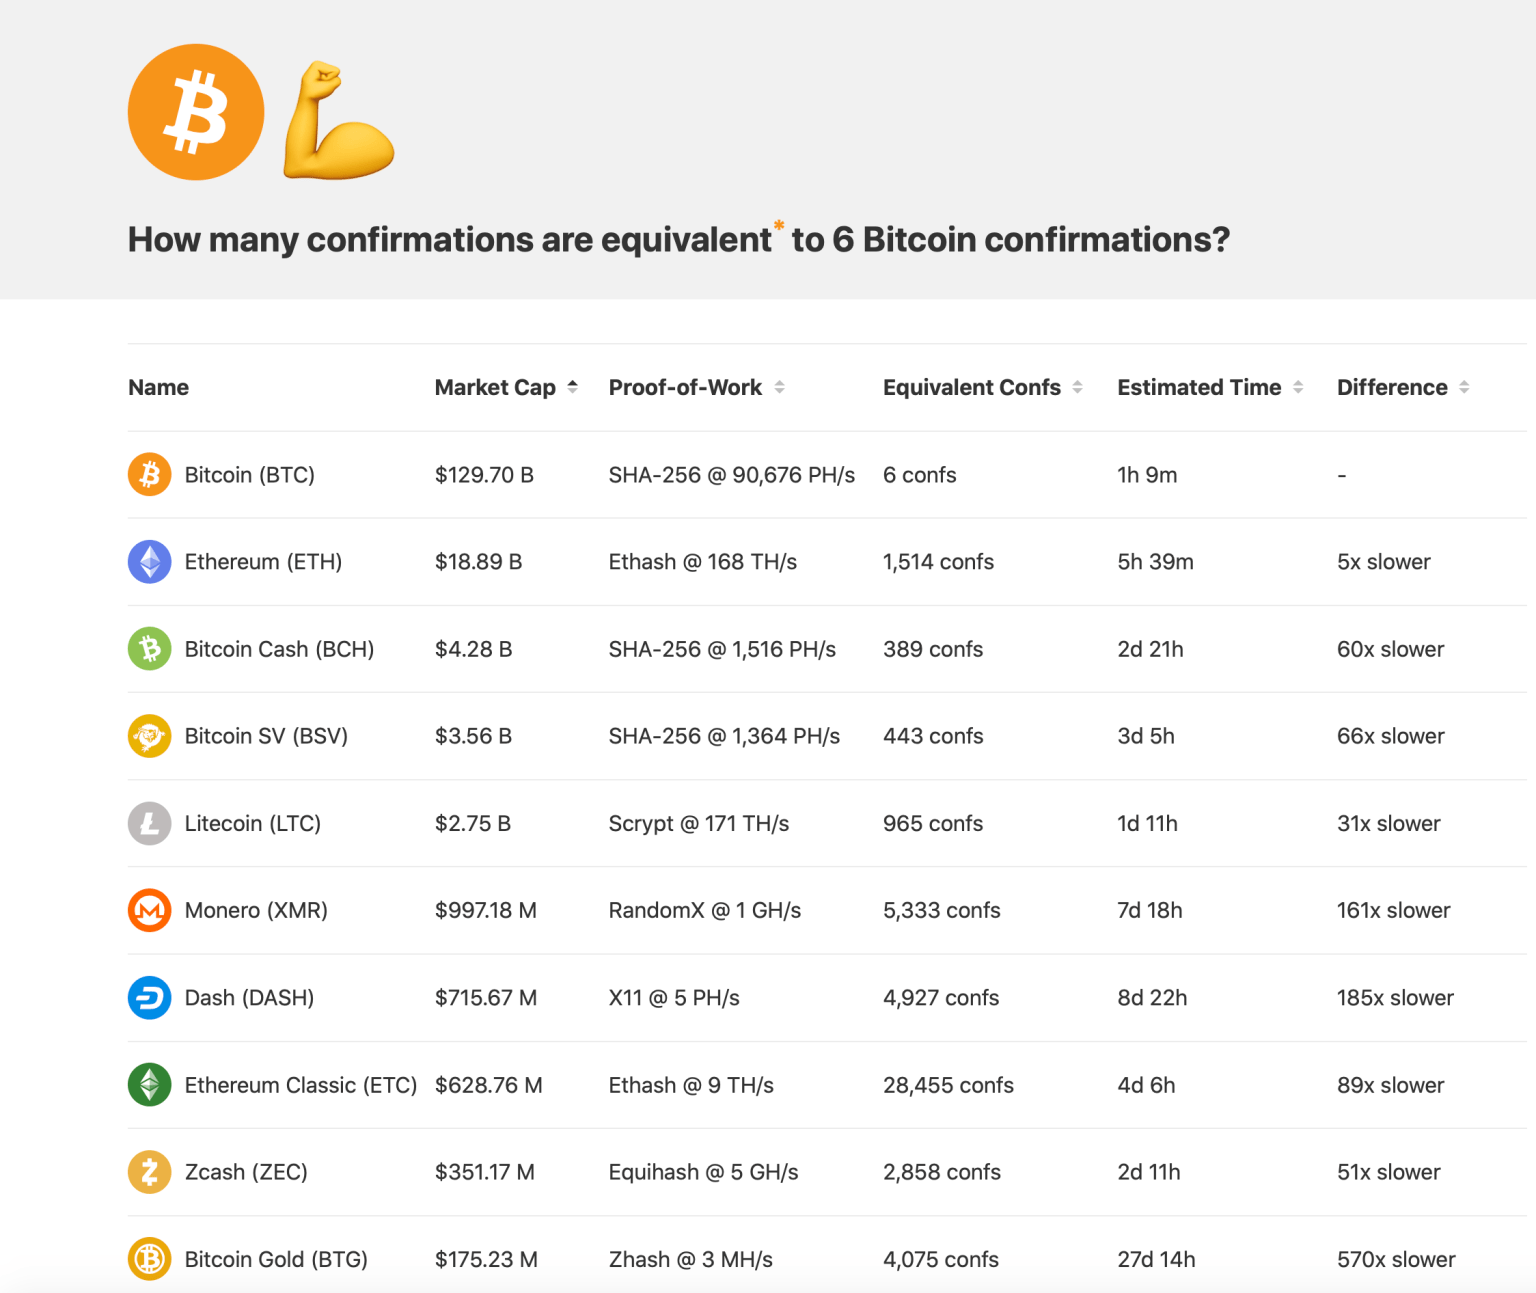 How many confirmations are equivalent* to 6 Bitcoin confirmations?
Name Market Cap Proof-of-Work Equivalent Confs Estimated Time Difference
Bitcoin (BTC) $129.70 B SHA-256 @ 90,676 PH/s 6 confs 1h 9m -
Ethereum (ETH) $18.89 B Ethash @ 168 TH/s 1,514 confs 5h 39m 5x slower
Bitcoin Cash (BCH) $4.28 B SHA-256 @ 1,516 PH/s 389 confs 2d 21h 60x slower
Bitcoin SV (BSV) $3.56 B SHA-256 @ 1,364 PH/s 443 confs 3d 5h 66x slower
Litecoin (LTC) $2.75 B Scrypt @ 171 TH/s 965 confs 1d 11h 31x slower
Monero (XMR) $997.18 M RandomX @ 1 GH/s 5,333 confs 7d 18h 161x slower
Dash (DASH) $715.67 M X11 @ 5 PH/s 4,927 confs 8d 22h 185x slower
Ethereum Classic (ETC) $628.76 M Ethash @ 9 TH/s 28,455 confs 4d 6h 89x slower
Zcash (ZEC) $351.17 M Equihash @ 5 GH/s 2,858 confs 2d 11h 51x slower
Bitcoin Gold (BTG) $175.23 M Zhash @ 3 MH/s 4,075 confs 27d 14h 570x slower